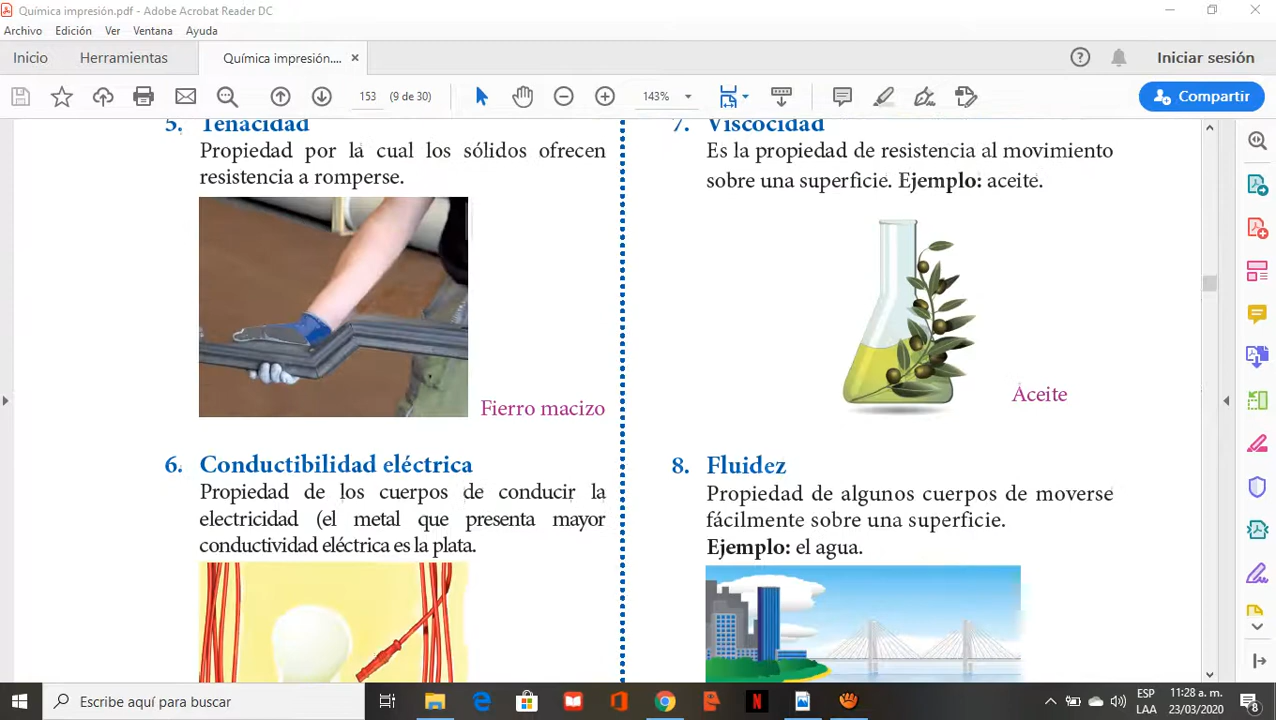 Química impresión.pdf - Adobe Acrobat Reader DC
Archivo Edición Ver Ventana Ayuda
Inicio Herramientas Química impresión.... × Iniciar sesión
153 (9 de 30) 143% Compartir
5. Tenacidad
Propiedad por la cual los sólidos ofrecen
resistencia a romperse.
Fierro macizo
6. Conductibilidad eléctrica
Propiedad de los cuerpos de conducir la
electricidad (el metal que presenta mayor
conductividad eléctrica es la plata.
7. Viscocidad
Es la propiedad de resistencia al movimiento
sobre una superficie. Ejemplo: aceite.
Aceite
8. Fluidez
Propiedad de algunos cuerpos de moverse
fácilmente sobre una superficie.
Ejemplo: el agua.
Escribe aquí para buscar
ESP
LAA
11:28 a. m.
23/03/2020
8